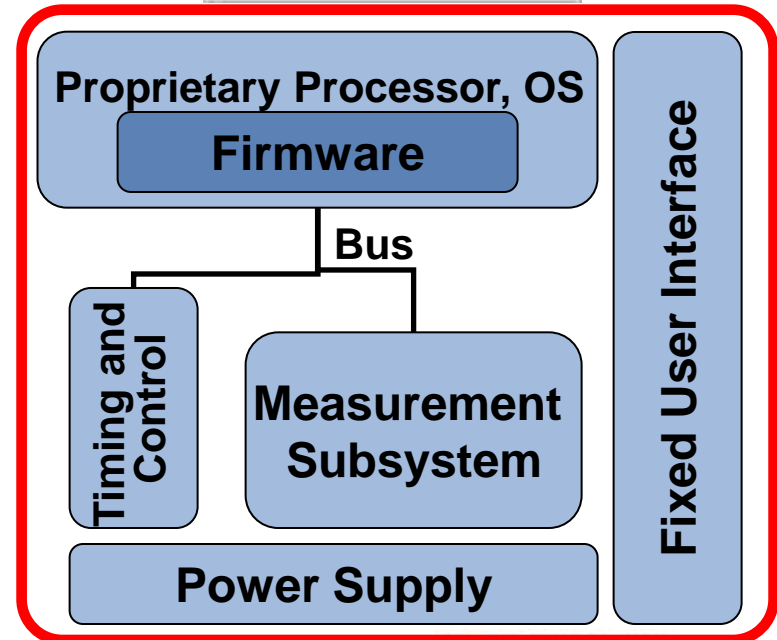 Proprietary Processor, OS
Firmware
Bus
Timing and
Control
Measurement
Subsystem
Power Supply
Fixed User Interface